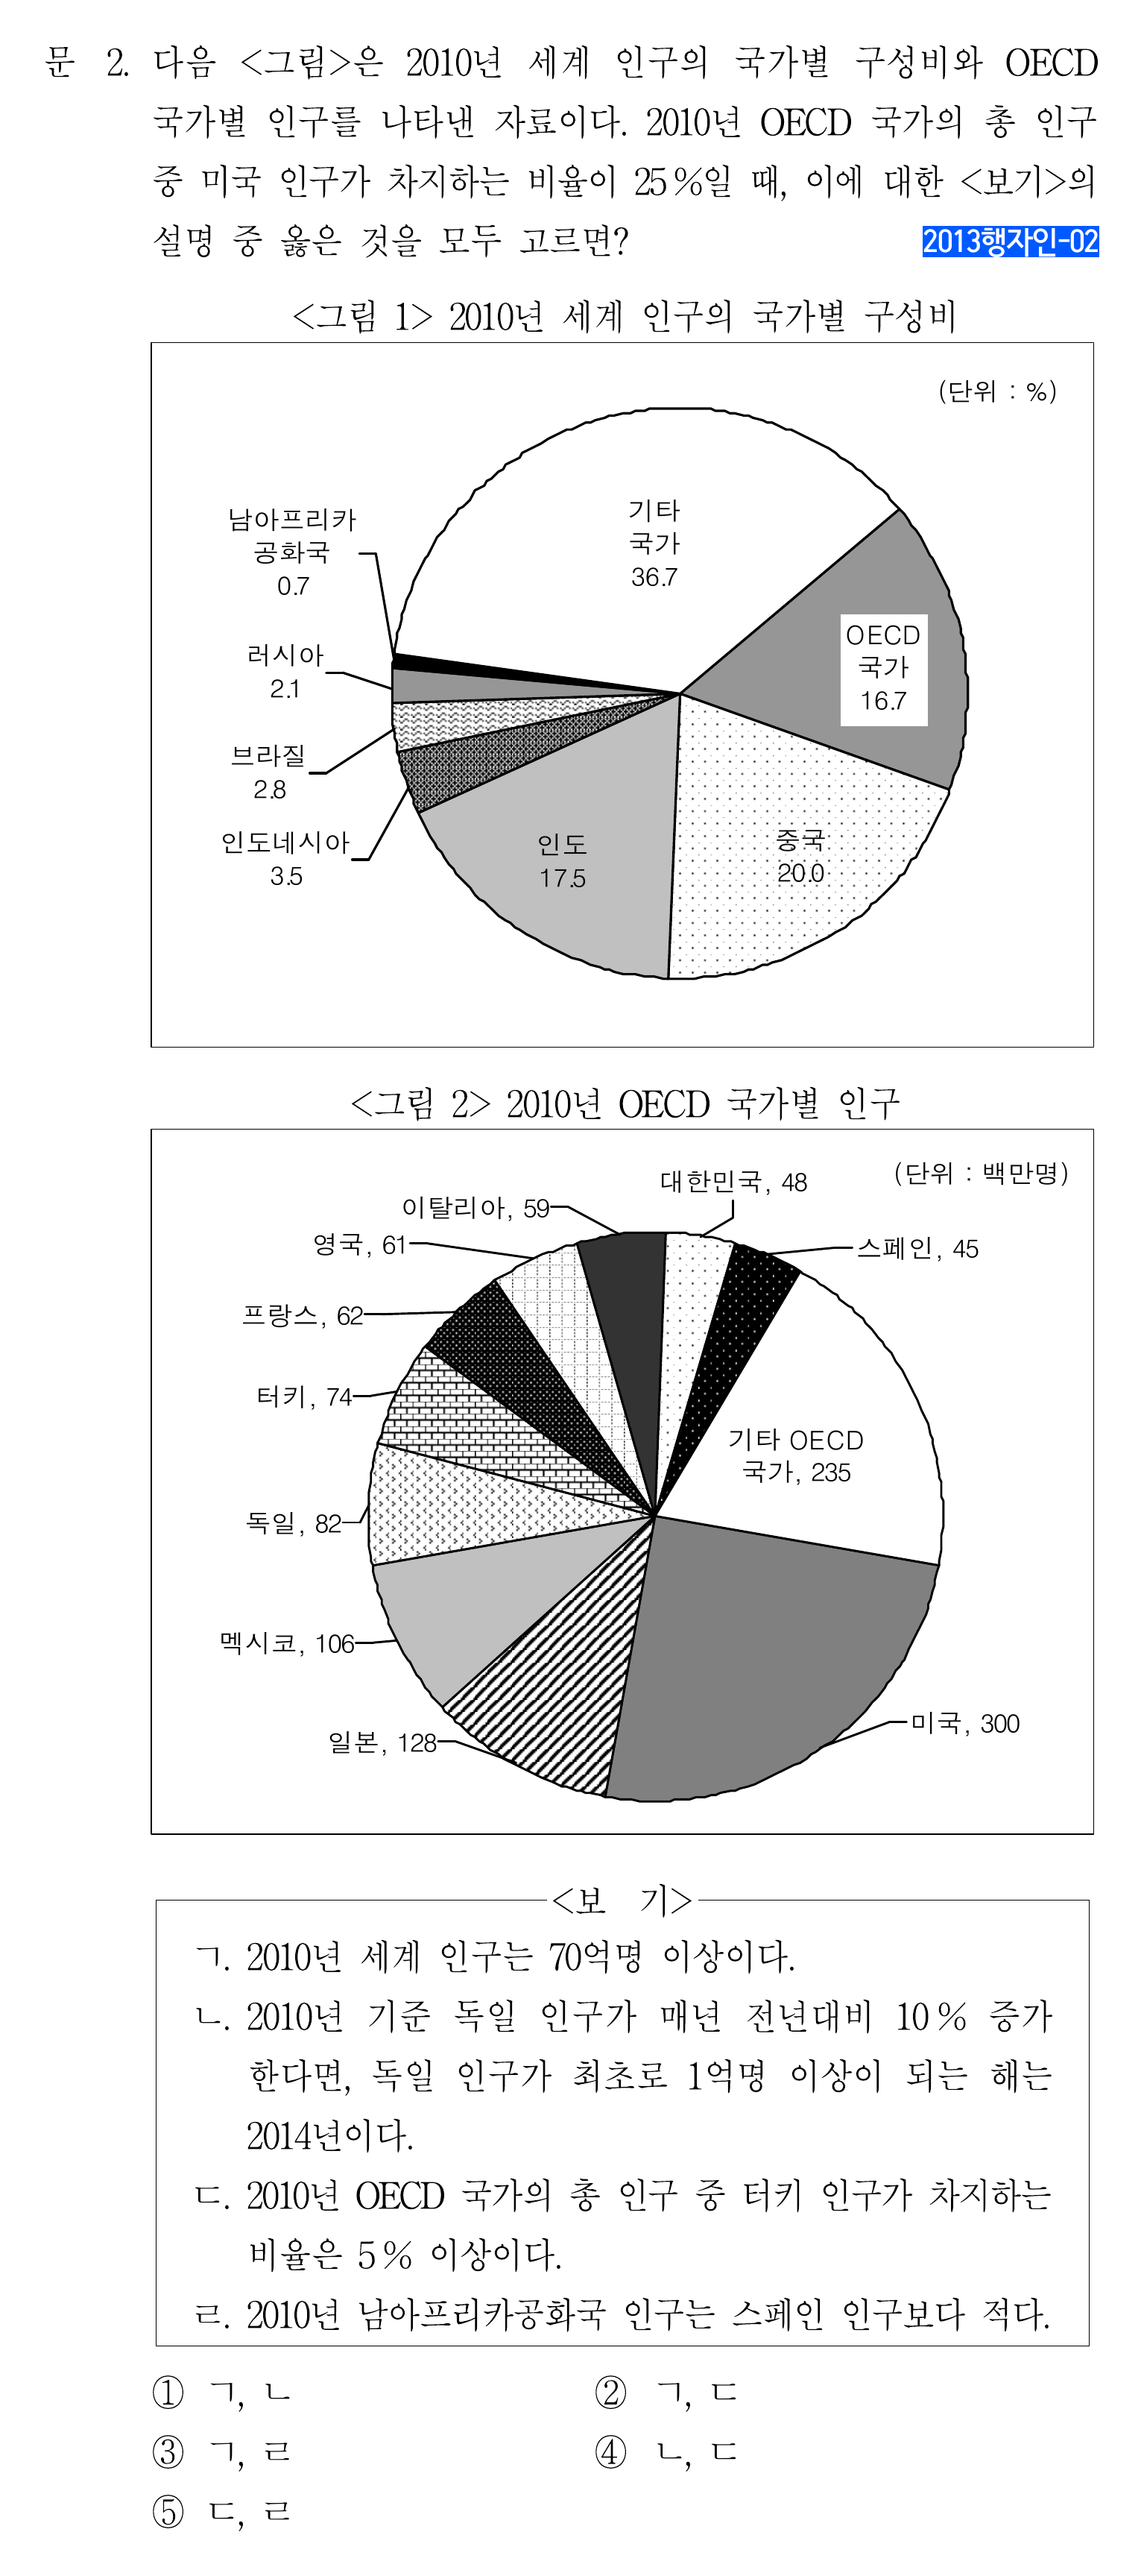 문 2. 다음 <그림>은 2010년 세계 인구의 국가별 구성비와 OECD
국가별 인구를 나타낸 자료이다. 2010년 OECD 국가의 총 인구
중 미국 인구가 차지하는 비율이 25%일 때, 이에 대한 <보기>의
설명 중 옳은 것을 모두 고르면?
2013행자인-02
<그림 1> 2010년 세계 인구의 국가별 구성비
(단위 : %)
기타
국가
36.7
남아프리카
공화국
0.7
OECD
국가
16.7
러시아
2.1
브라질
2.8
인도네시아
3.5
인도
17.5
중국
20.0
<그림 2> 2010년 OECD 국가별 인구
(단위 : 백만명)
대한민국, 48
이탈리아, 59
영국, 61
스페인, 45
프랑스, 62
터키, 74
기타 OECD
국가, 235
독일, 82
멕시코, 106
미국, 300
일본, 128
<보 기>
ㄱ. 2010년 세계 인구는 70억명 이상이다.
ㄴ. 2010년 기준 독일 인구가 매년 전년대비 10% 증가
한다면, 독일 인구가 최초로 1억명 이상이 되는 해는
2014년이다.
ㄷ. 2010년 OECD 국가의 총 인구 중 터키 인구가 차지하는
비율은 5% 이상이다.
ㄹ. 2010년 남아프리카공화국 인구는 스페인 인구보다 적다.
① ㄱ, ㄴ ② ㄱ, ㄷ
③ ㄱ, ㄹ ④ ㄴ, ㄷ
⑤ ㄷ, ㄹ